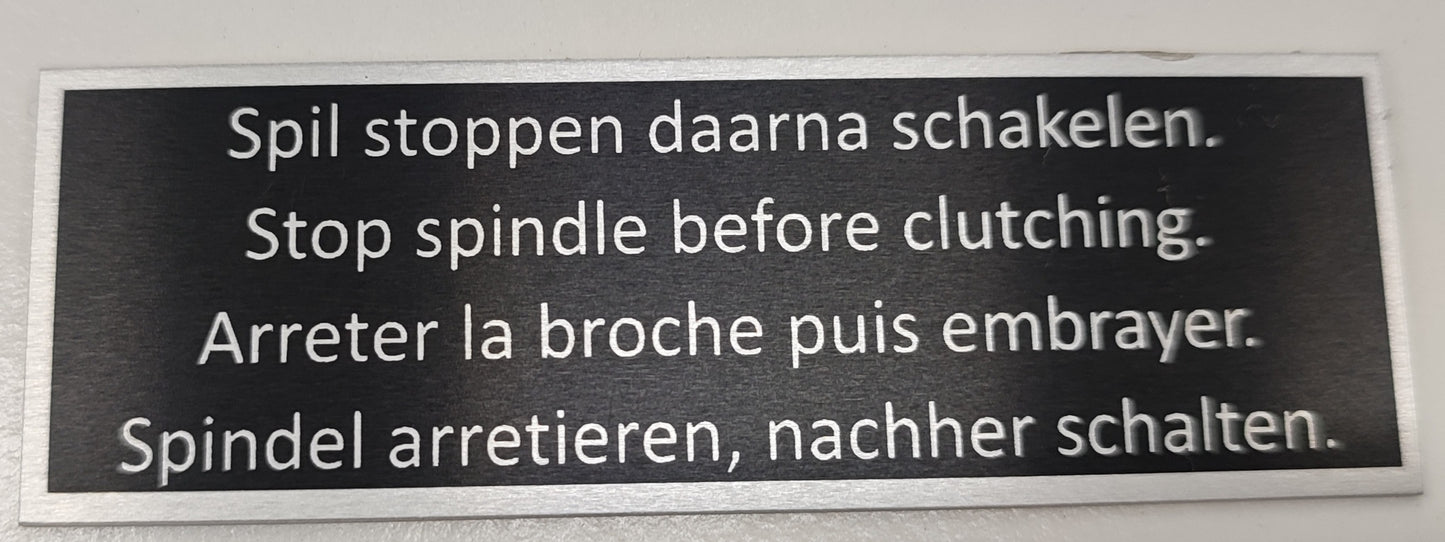 Spil stoppen daarna schakelen.
Stop spindle before clutching.
Arreter la broche puis embrayer.
Spindel arretieren, nachher schalten.